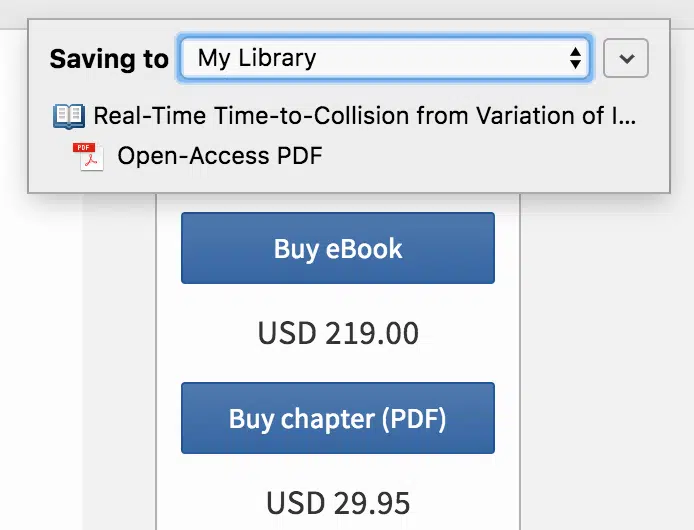 Saving to My Library
Real-Time Time-to-Collision from Variation of I...
PDF
Open-Access PDF
Buy eBook
USD 219.00
Buy chapter (PDF)
USD 29.95